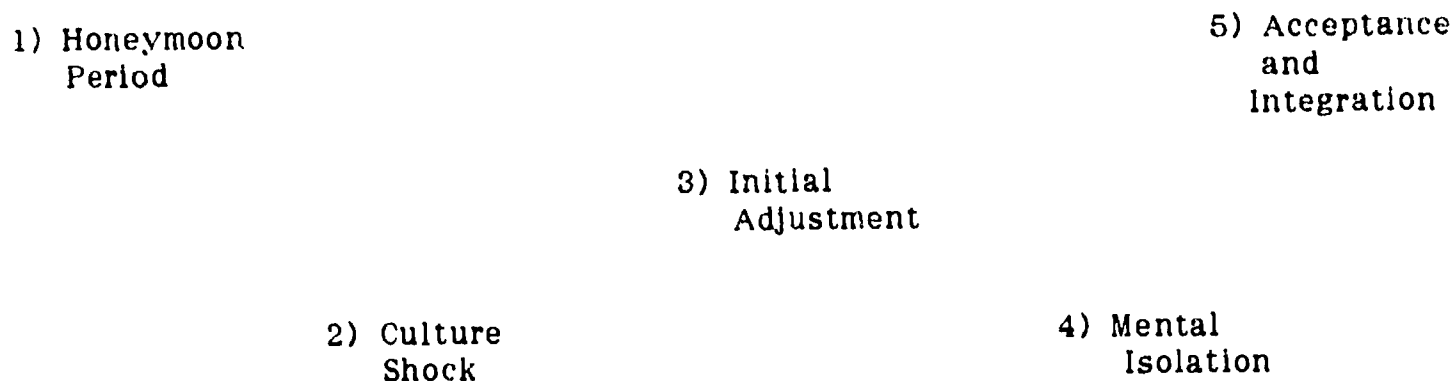 1) Honeymoon
Period
2) Culture
Shock
3) Initial
Adjustment
4) Mental
Isolation
5) Acceptance
and
Integration